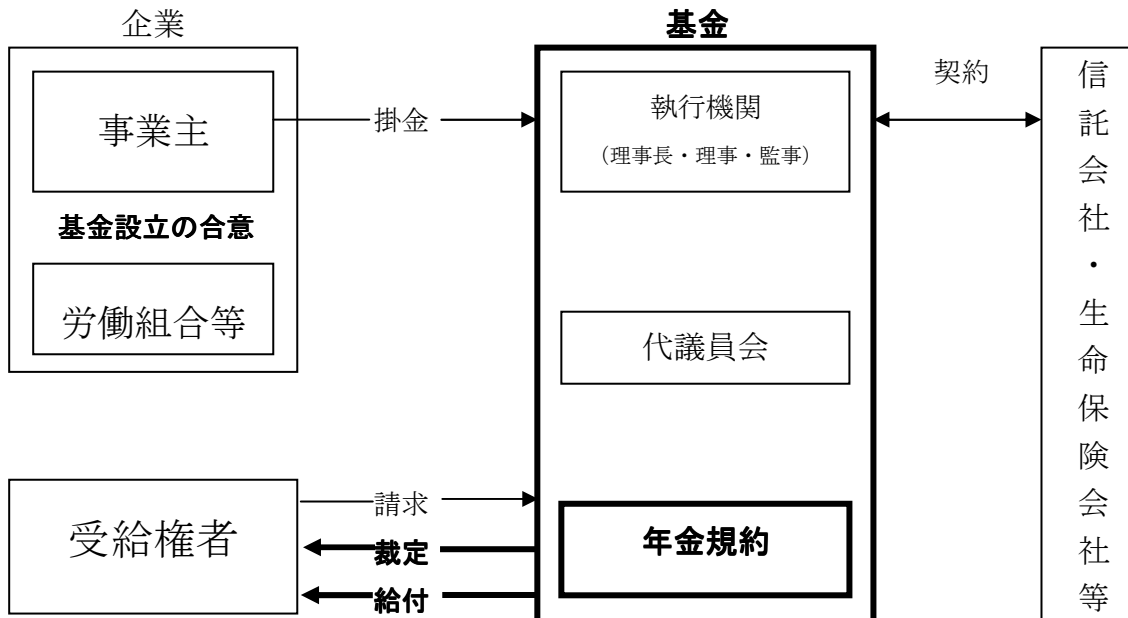 企業
事業主
基金設立の合意
労働組合等
掛金
基金
執行機関
（理事長・理事・監事）
代議員会
年金規約
契約
信託会社・生命保険会社等
受給権者
請求
裁定
給付